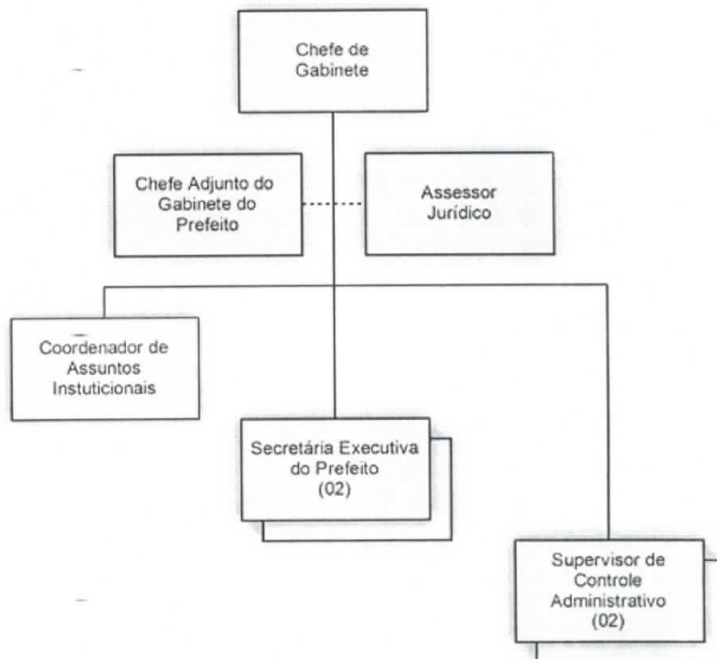 Chefe de
Gabinete
Chefe Adjunto do
Gabinete do
Prefeito
Assessor
Jurídico
Coordenador de
Assuntos
Instuticionais
Secretária Executiva
do Prefeito
(02)
Supervisor de
Controle
Administrativo
(02)